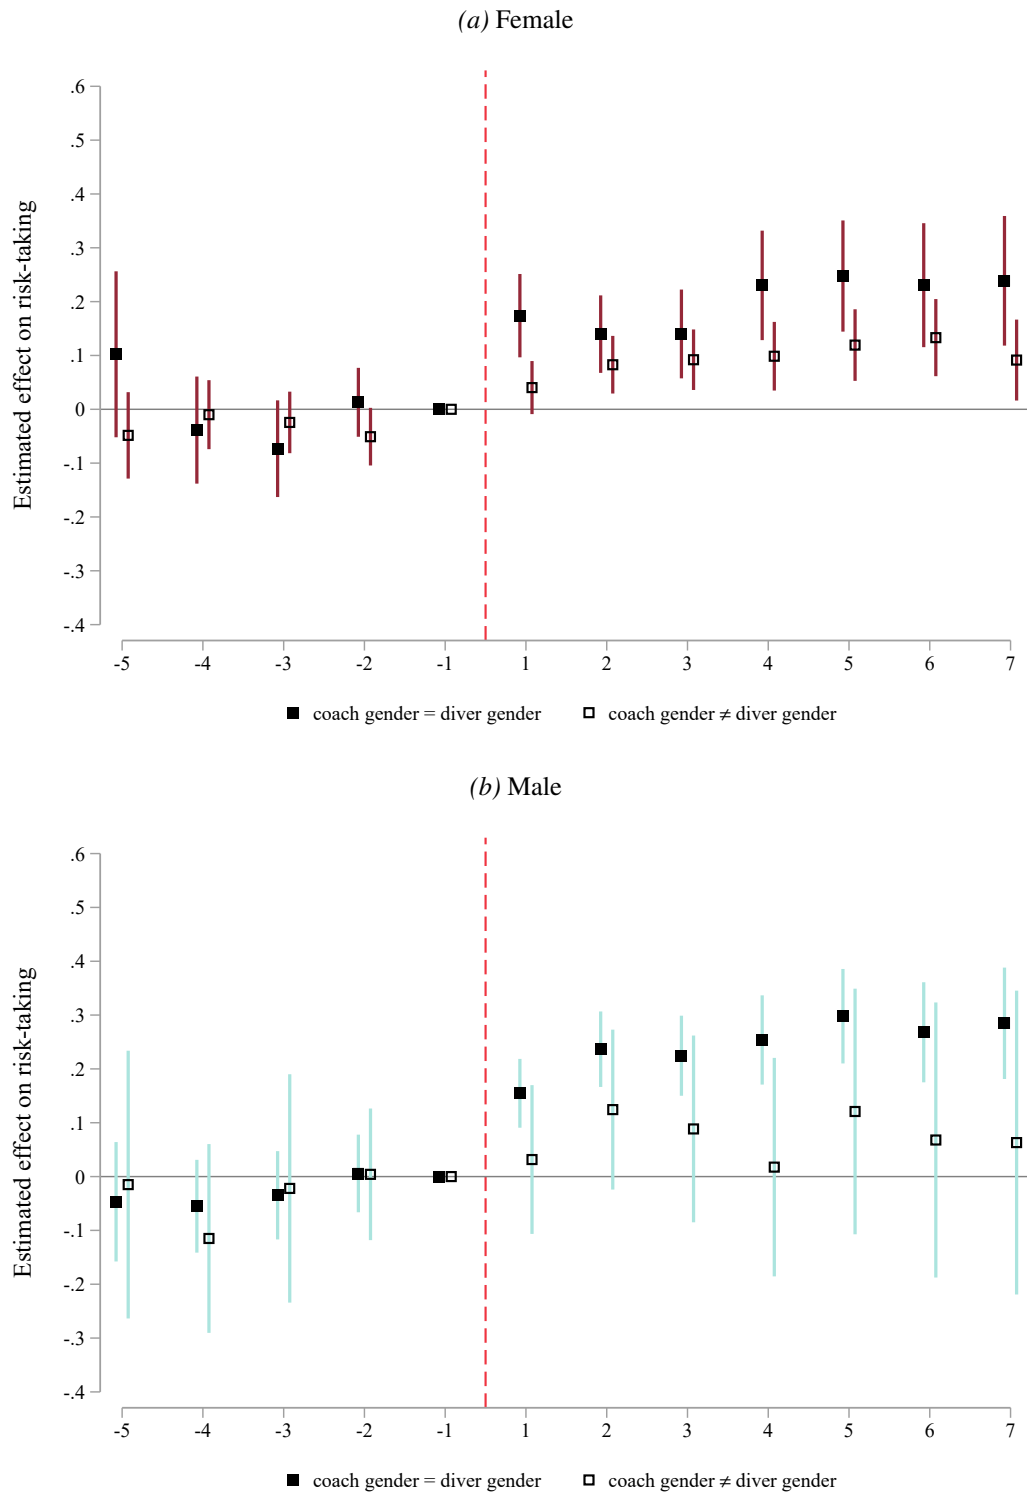 (a) Female
.6
.5
.4
.3
.2
.1
0
-.1
-.2
-.3
-.4
Estimated effect on risk-taking
-5 -4 -3 -2 -1 1 2 3 4 5 6 7
coach gender = diver gender coach gender ≠ diver gender
(b) Male
.6
.5
.4
.3
.2
.1
0
-.1
-.2
-.3
-.4
Estimated effect on risk-taking
-5 -4 -3 -2 -1 1 2 3 4 5 6 7
coach gender = diver gender coach gender ≠ diver gender